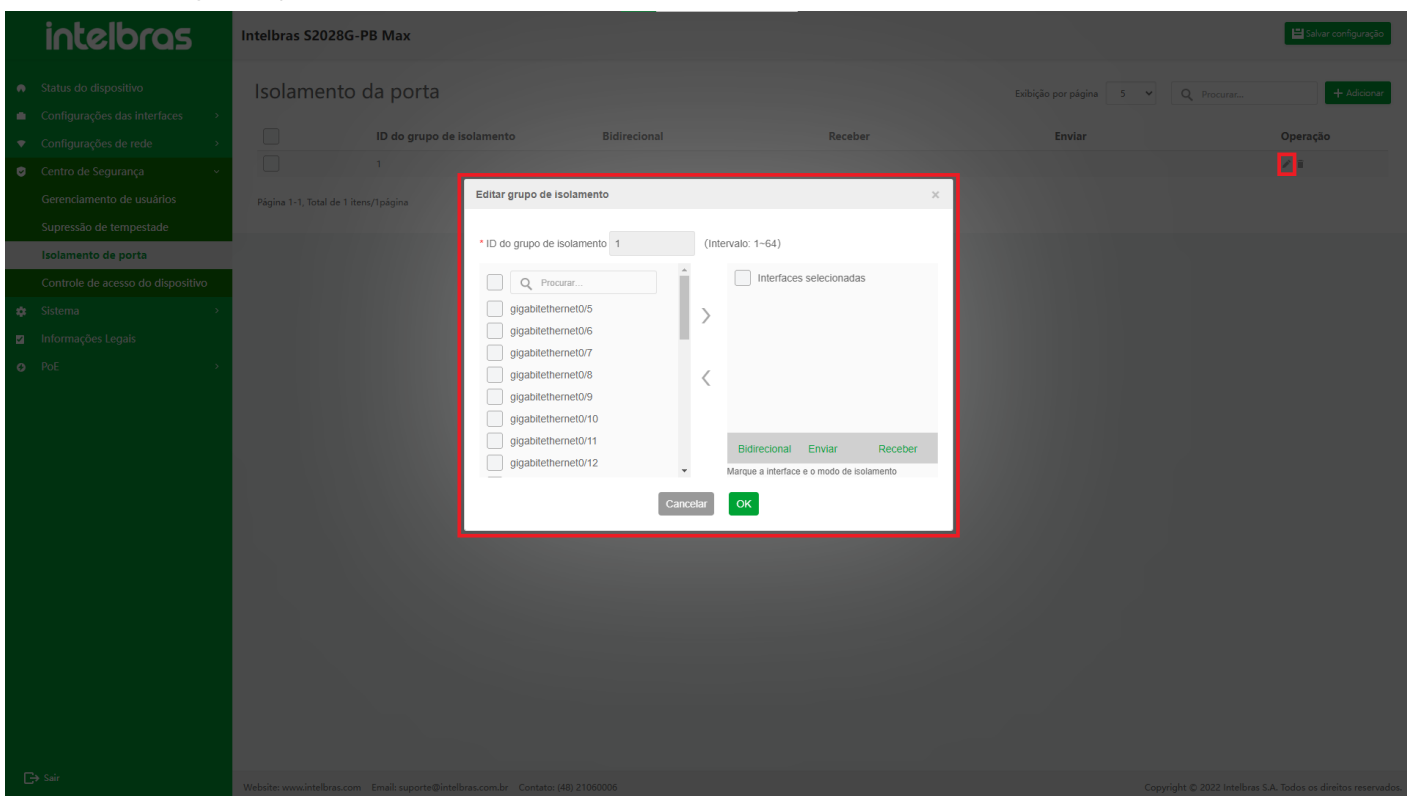 intelbras
Intelbras S2028G-PB Max
Salvar configuração
Status do dispositivo
Configurações das interfaces
Configurações de rede
Centro de Segurança
Gerenciamento de usuários
Supressão de tempestade
Isolamento de porta
Controle de acesso do dispositivo
Sistema
Informações Legais
PoE
Sair
Isolamento da porta
Exibição por página 5
Procurar...
+ Adicionar
ID do grupo de isolamento Bidirecional Receber Enviar Operação
1
Página 1-1, Total de 1 itens/1página
Editar grupo de isolamento ×
* ID do grupo de isolamento 1 (Intervalo: 1~64)
Procurar...
gigabitethernet0/5
gigabitethernet0/6
gigabitethernet0/7
gigabitethernet0/8
gigabitethernet0/9
gigabitethernet0/10
gigabitethernet0/11
gigabitethernet0/12
Interfaces selecionadas
Bidirecional Enviar Receber
Marque a interface e o modo de isolamento
Cancelar OK
Website: www.intelbras.com Email: suporte@intelbras.com.br Contato: (48) 21060006
Copyright © 2022 Intelbras S.A. Todos os direitos reservados.